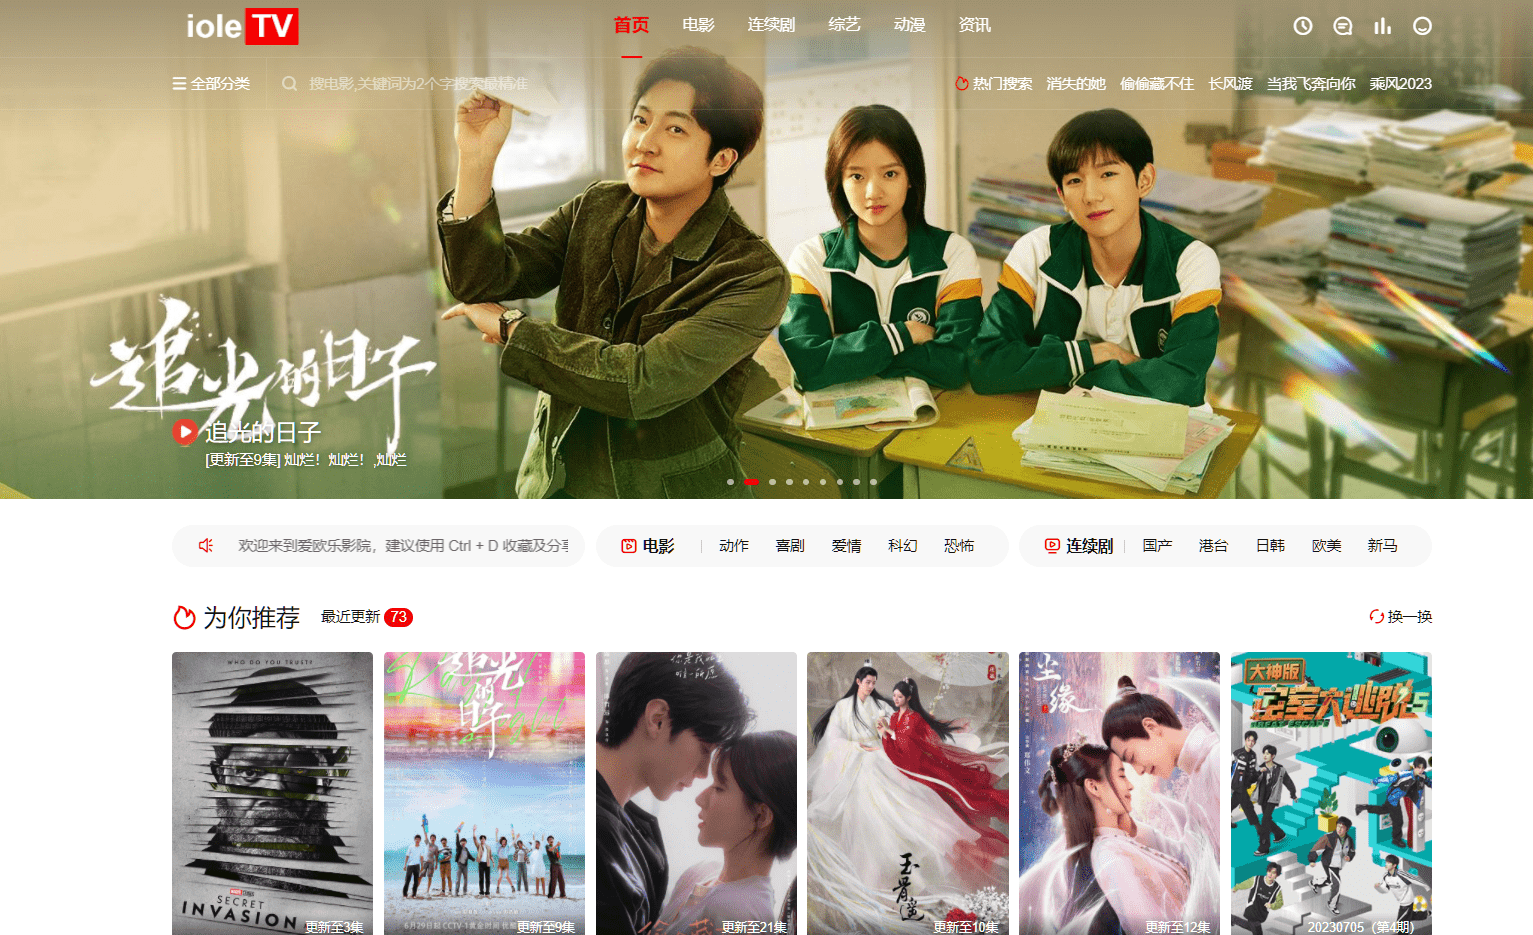 iole TV
首页 电影 连续剧 综艺 动漫 资讯
全部分类 搜电影,关键词为2个字搜索最精准 热门搜索 消失的她 偷偷藏不住 长风渡 当我飞奔向你 乘风2023
追光的日子
追光的日子
[更新至9集] 灿烂！灿烂！,灿烂
欢迎来到爱欧乐影院，建议使用 Ctrl + D 收藏及分享
电影 动作 喜剧 爱情 科幻 恐怖
连续剧 国产 港台 日韩 欧美 新马
为你推荐 最近更新 73 换一换
WHO DO YOU TRUST?
SECRET
INVASION
更新至3集
追光的日子
更新至9集
更新至21集
玉骨遥
更新至10集
尘缘
更新至12集
大神版
密室大逃脱5
20230705（第4期）